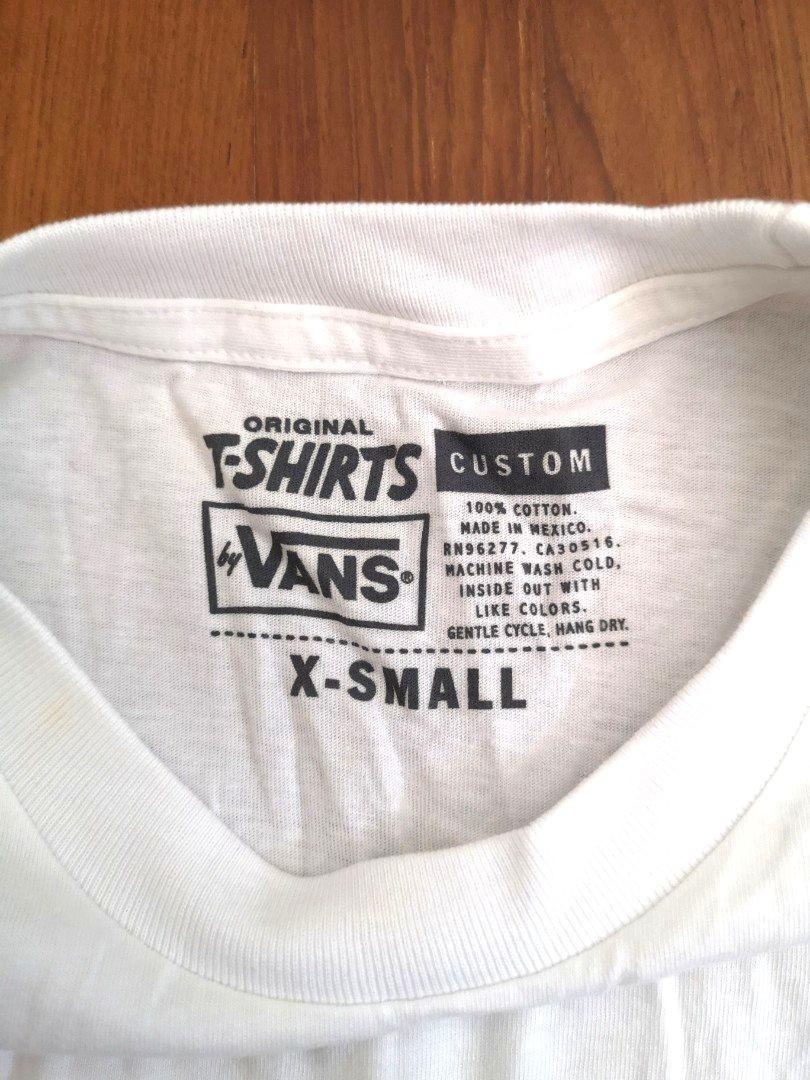 ORIGINAL
T-SHIRTS
by VANS®
CUSTOM
100% COTTON.
MADE IN MEXICO.
RN96277. CA30516.
MACHINE WASH COLD,
INSIDE OUT WITH
LIKE COLORS.
GENTLE CYCLE, HANG DRY.
X-SMALL